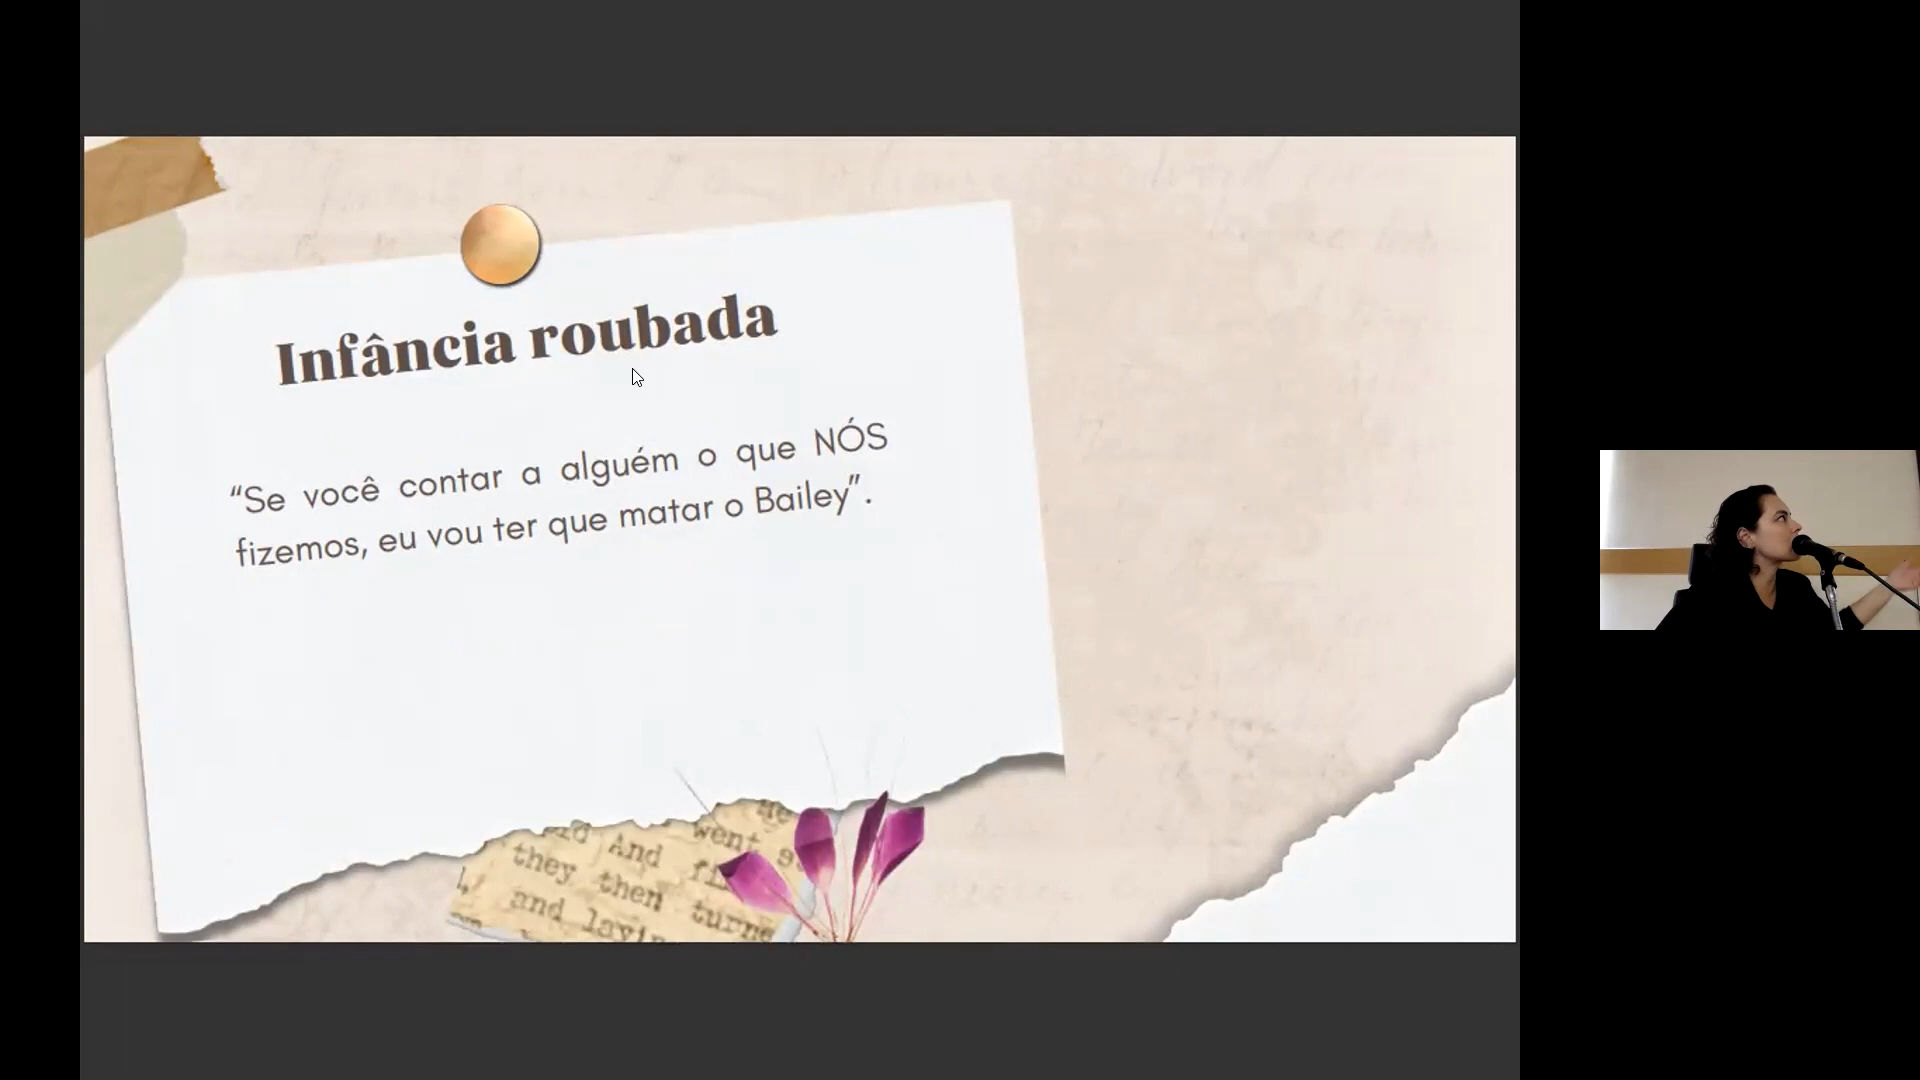 Infância roubada
“Se você contar a alguém o que NÓS
fizemos, eu vou ter que matar o Bailey”.
And went
they then turne
and